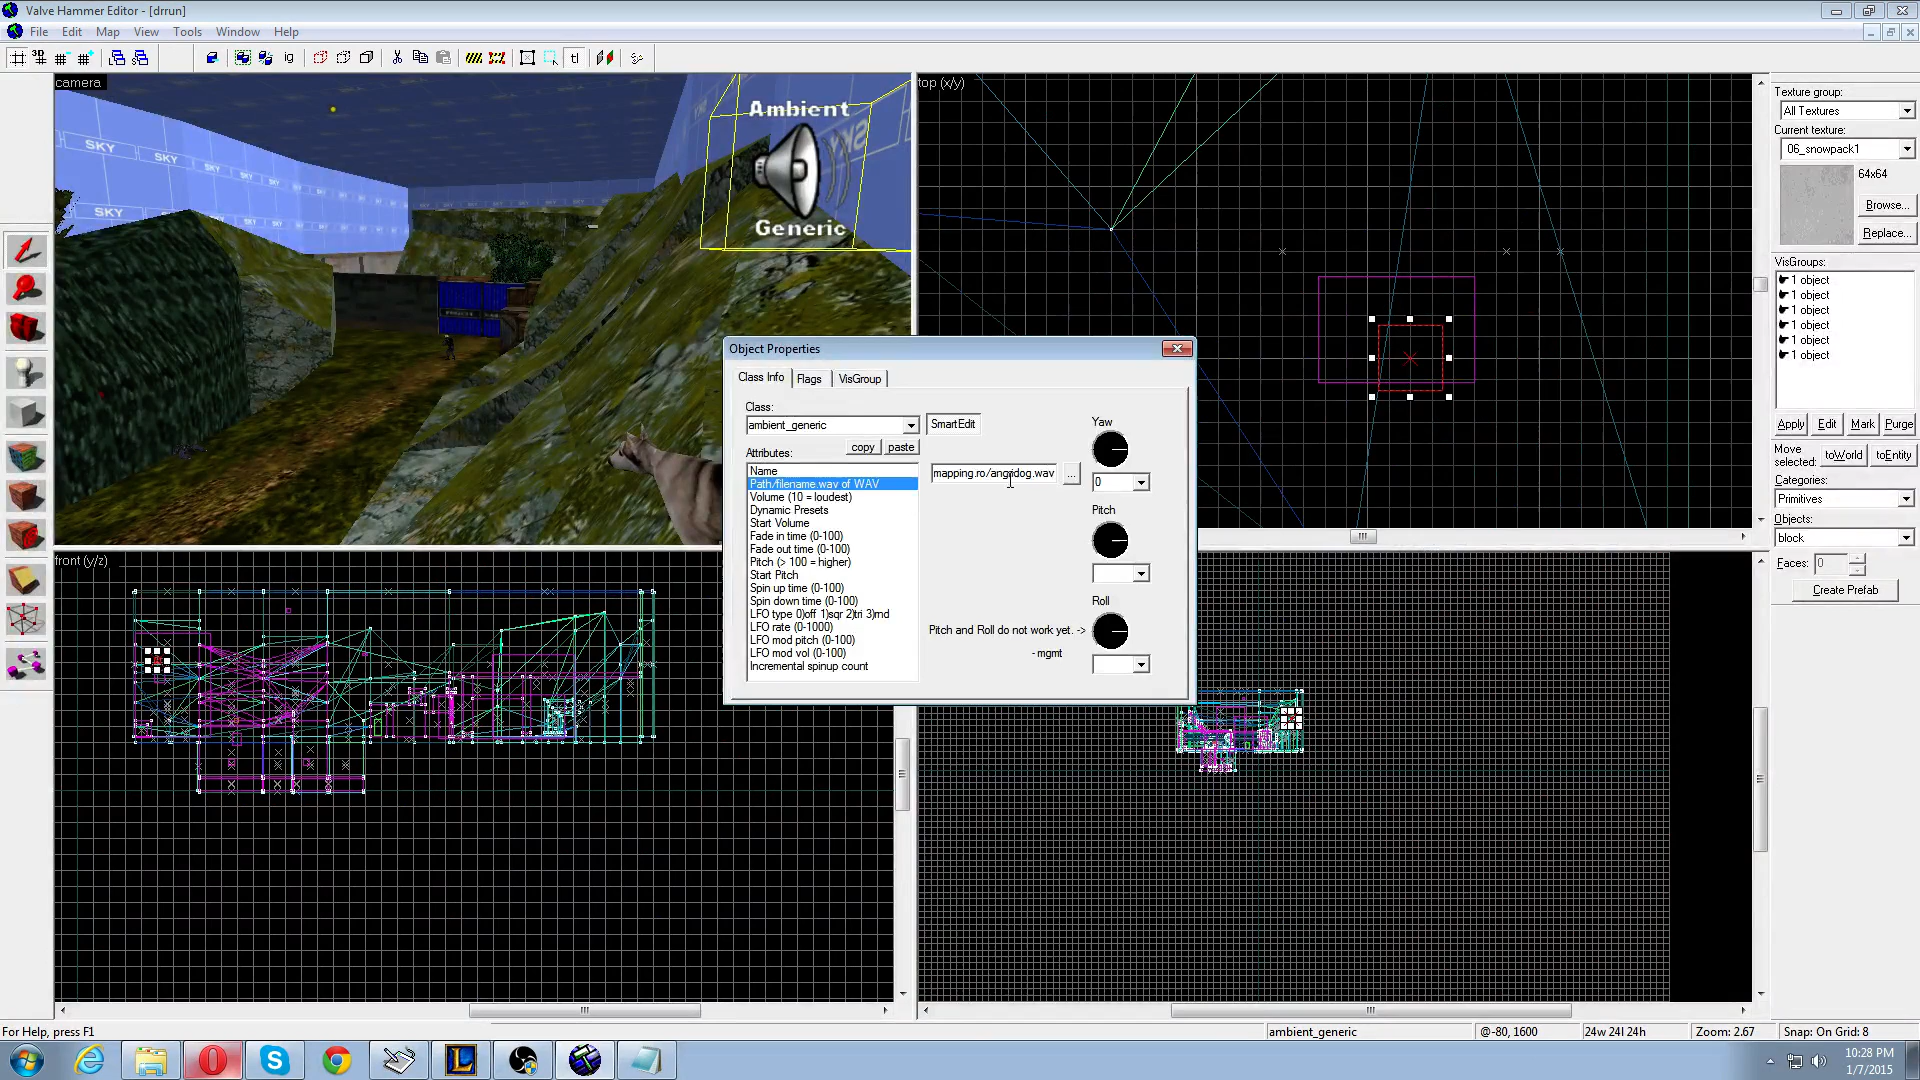 Valve Hammer Editor - [drrun]
File Edit Map View Tools Window Help
3D ig tl
camera
SKY SKY SKY SKY
SKY
Ambient
Generic
top (x/y)
Texture group:
All Textures
Current texture:
06_snowpack1
64x64
Browse...
Replace...
VisGroups:
1 object
1 object
1 object
1 object
1 object
1 object
Apply Edit Mark Purge
Move selected: toWorld toEntity
Categories:
Primitives
Objects:
block
Faces: 0
Create Prefab
Object Properties
Class Info Flags VisGroup
Class:
ambient_generic SmartEdit
copy paste
Attributes:
Name
Path/filename.wav of WAV
Volume (10 = loudest)
Dynamic Presets
Start Volume
Fade in time (0-100)
Fade out time (0-100)
Pitch (> 100 = higher)
Start Pitch
Spin up time (0-100)
Spin down time (0-100)
LFO type 0)off 1)sqr 2)tri 3)rnd
LFO rate (0-1000)
LFO mod pitch (0-100)
LFO mod vol (0-100)
Incremental spinup count
mapping.ro/angridog.wav ...
Yaw
0
Pitch
Roll
Pitch and Roll do not work yet. ->
- mgmt
front (y/z)
For Help, press F1
ambient_generic
@-80, 1600
24w 24l 24h
Zoom: 2.67
Snap: On Grid: 8
10:28 PM
1/7/2015